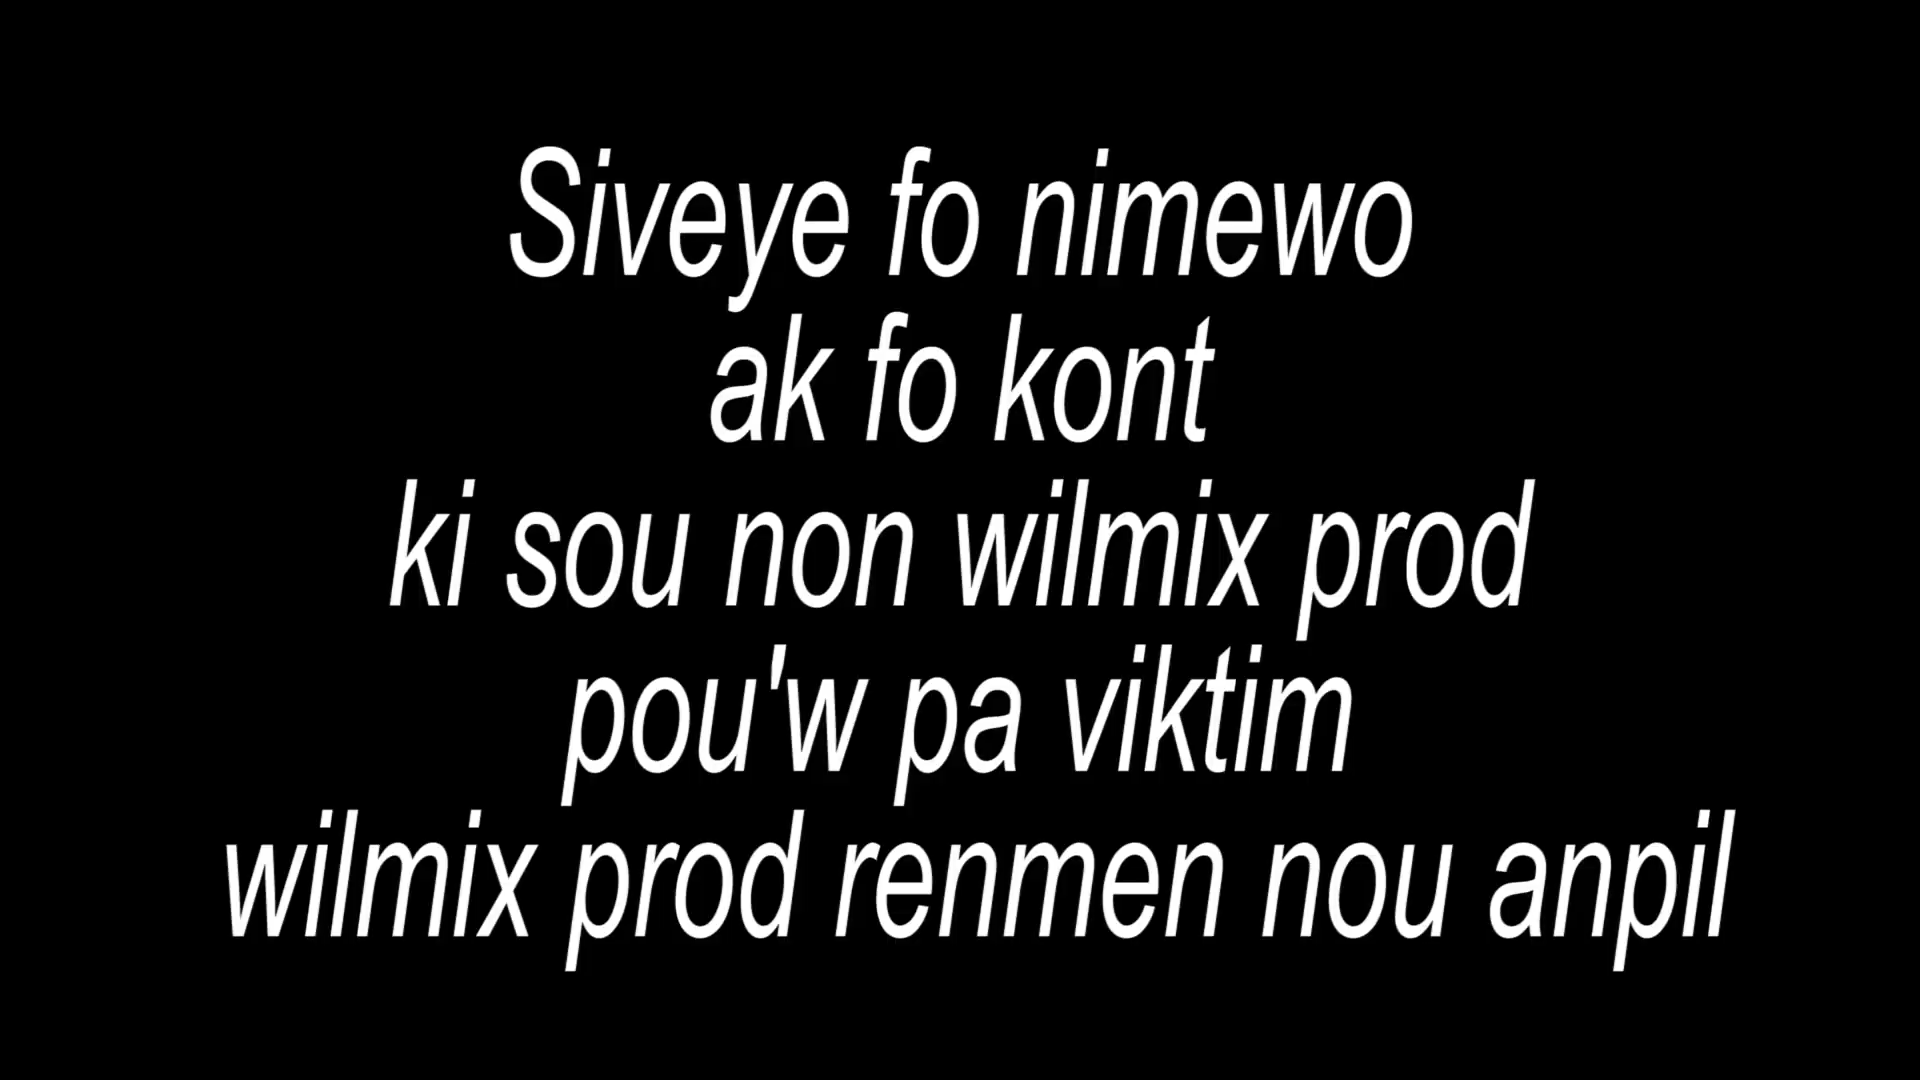 Siveye fo nimewo
ak fo kont
ki sou non wilmix prod
pou'w pa viktim
wilmix prod renmen nou anpil